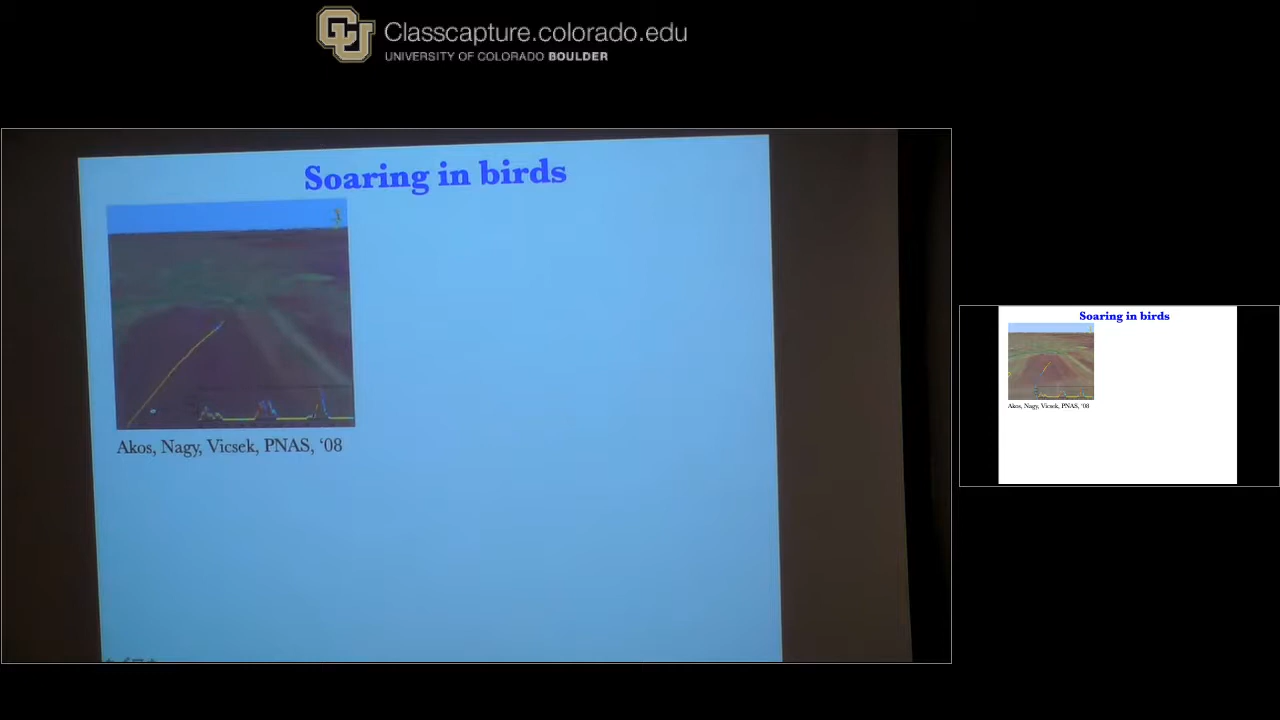 Classcapture.colorado.edu
UNIVERSITY OF COLORADO BOULDER
Soaring in birds
Akos, Nagy, Vicsek, PNAS, ‘08
Soaring in birds
Akos, Nagy, Vicsek, PNAS, ‘08